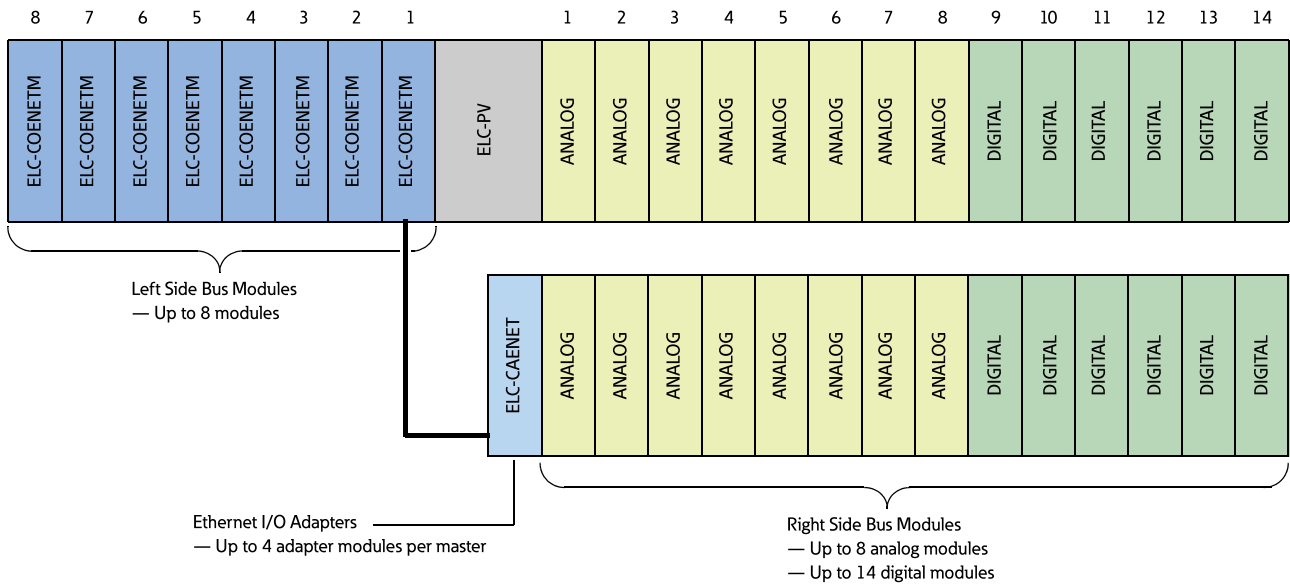 8 7 6 5 4 3 2 1 1 2 3 4 5 6 7 8 9 10 11 12 13 14
ELC-COENETM
ELC-COENETM
ELC-COENETM
ELC-COENETM
ELC-COENETM
ELC-COENETM
ELC-COENETM
ELC-COENETM
ELC-PV
ANALOG
ANALOG
ANALOG
ANALOG
ANALOG
ANALOG
ANALOG
ANALOG
DIGITAL
DIGITAL
DIGITAL
DIGITAL
DIGITAL
DIGITAL
Left Side Bus Modules
— Up to 8 modules
ELC-CAENET
ANALOG
ANALOG
ANALOG
ANALOG
ANALOG
ANALOG
ANALOG
ANALOG
DIGITAL
DIGITAL
DIGITAL
DIGITAL
DIGITAL
DIGITAL
Ethernet I/O Adapters
— Up to 4 adapter modules per master
Right Side Bus Modules
— Up to 8 analog modules
— Up to 14 digital modules